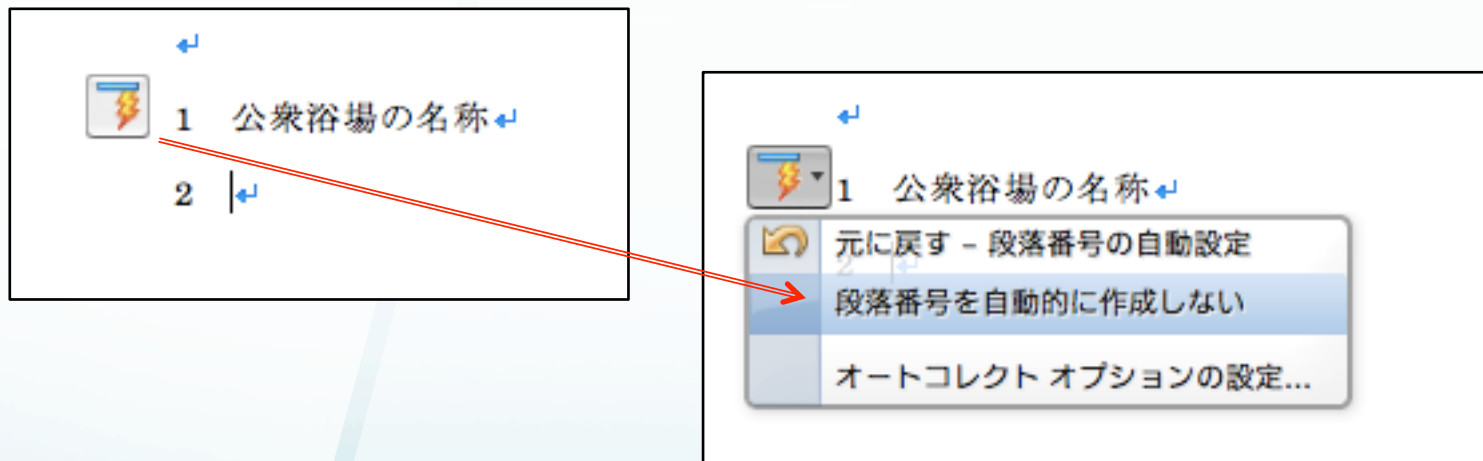 1 公衆浴場の名称
2
1 公衆浴場の名称
元に戻す – 段落番号の自動設定
2
段落番号を自動的に作成しない
オートコレクト オプションの設定...